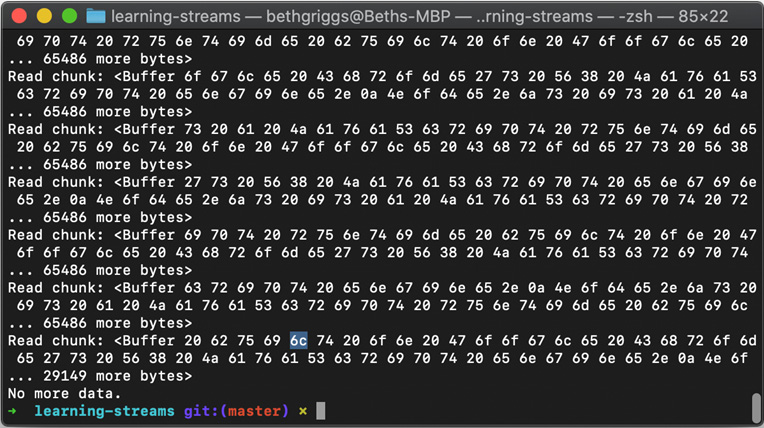 learning-streams — bethgriggs@Beths-MBP — ..rning-streams — -zsh — 85×22
69 70 74 20 72 75 6e 74 69 6d 65 20 62 75 69 6c 74 20 6f 6e 20 47 6f 6f 67 6c 65 20
... 65486 more bytes>
Read chunk: <Buffer 6f 67 6c 65 20 43 68 72 6f 6d 65 27 73 20 56 38 20 4a 61 76 61 53
63 72 69 70 74 20 65 6e 67 69 6e 65 2e 0a 4e 6f 64 65 2e 6a 73 20 69 73 20 61 20 4a
... 65486 more bytes>
Read chunk: <Buffer 73 20 61 20 4a 61 76 61 53 63 72 69 70 74 20 72 75 6e 74 69 6d 65
20 62 75 69 6c 74 20 6f 6e 20 47 6f 6f 67 6c 65 20 43 68 72 6f 6d 65 27 73 20 56 38
... 65486 more bytes>
Read chunk: <Buffer 27 73 20 56 38 20 4a 61 76 61 53 63 72 69 70 74 20 65 6e 67 69 6e
65 2e 0a 4e 6f 64 65 2e 6a 73 20 69 73 20 61 20 4a 61 76 61 53 63 72 69 70 74 20 72
... 65486 more bytes>
Read chunk: <Buffer 69 70 74 20 72 75 6e 74 69 6d 65 20 62 75 69 6c 74 20 6f 6e 20 47
6f 6f 67 6c 65 20 43 68 72 6f 6d 65 27 73 20 56 38 20 4a 61 76 61 53 63 72 69 70 74
... 65486 more bytes>
Read chunk: <Buffer 63 72 69 70 74 20 65 6e 67 69 6e 65 2e 0a 4e 6f 64 65 2e 6a 73 20
69 73 20 61 20 4a 61 76 61 53 63 72 69 70 74 20 72 75 6e 74 69 6d 65 20 62 75 69 6c
... 65486 more bytes>
Read chunk: <Buffer 20 62 75 69 6c 74 20 6f 6e 20 47 6f 6f 67 6c 65 20 43 68 72 6f 6d
65 27 73 20 56 38 20 4a 61 76 61 53 63 72 69 70 74 20 65 6e 67 69 6e 65 2e 0a 4e 6f
... 29149 more bytes>
No more data.
➜ learning-streams git:(master) ✗